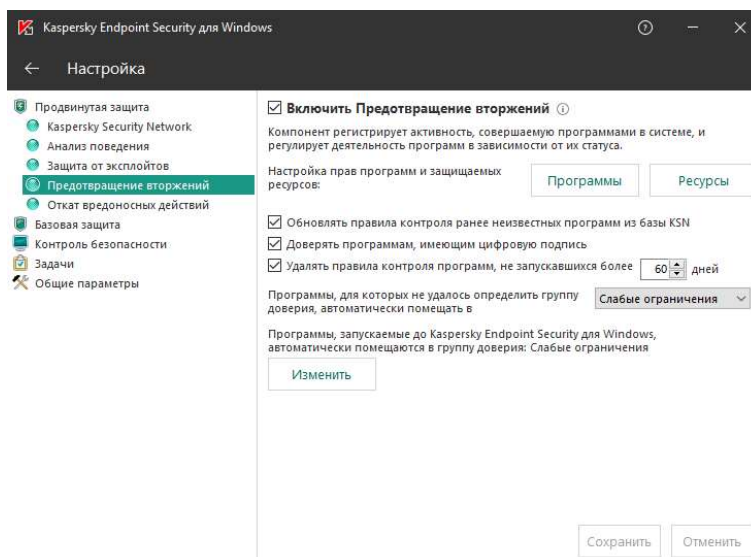 Kaspersky Endpoint Security для Windows
Настройка
Продвинутая защита
Kaspersky Security Network
Анализ поведения
Защита от эксплойтов
Предотвращение вторжений
Откат вредоносных действий
Базовая защита
Контроль безопасности
Задачи
Общие параметры
Включить Предотвращение вторжений
Компонент регистрирует активность, совершаемую программами в системе, и
регулирует деятельность программ в зависимости от их статуса.
Настройка прав программ и защищаемых
ресурсов:
Программы
Ресурсы
Обновлять правила контроля ранее неизвестных программ из базы KSN
Доверять программам, имеющим цифровую подпись
Удалять правила контроля программ, не запускавшихся более 60 дней
Программы, для которых не удалось определить группу
доверия, автоматически помещать в
Слабые ограничения
Программы, запускаемые до Kaspersky Endpoint Security для Windows,
автоматически помещаются в группу доверия: Слабые ограничения
Изменить
Сохранить
Отменить